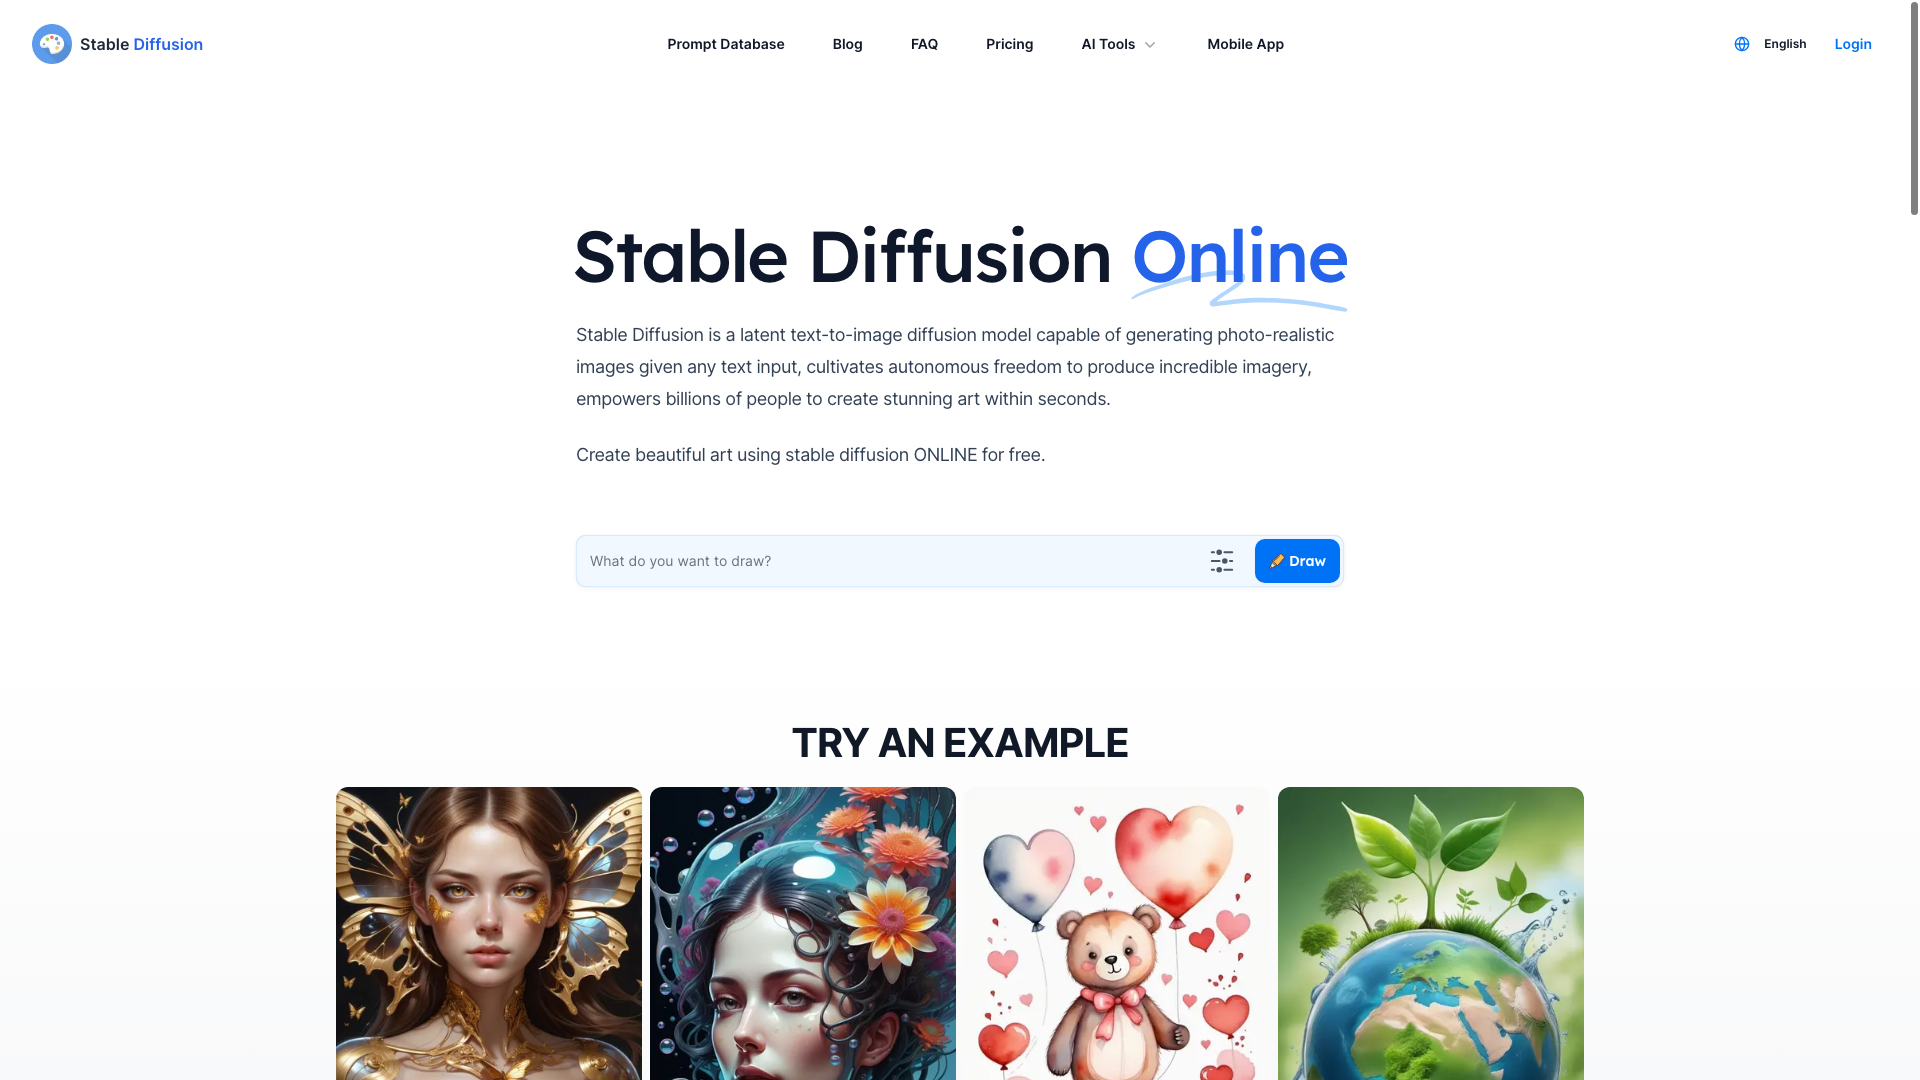 Stable Diffusion
Prompt Database
Blog
FAQ
Pricing
AI Tools
Mobile App
English
Login
Stable Diffusion Online
Stable Diffusion is a latent text-to-image diffusion model capable of generating photo-realistic
images given any text input, cultivates autonomous freedom to produce incredible imagery,
empowers billions of people to create stunning art within seconds.
Create beautiful art using stable diffusion ONLINE for free.
What do you want to draw?
Draw
TRY AN EXAMPLE